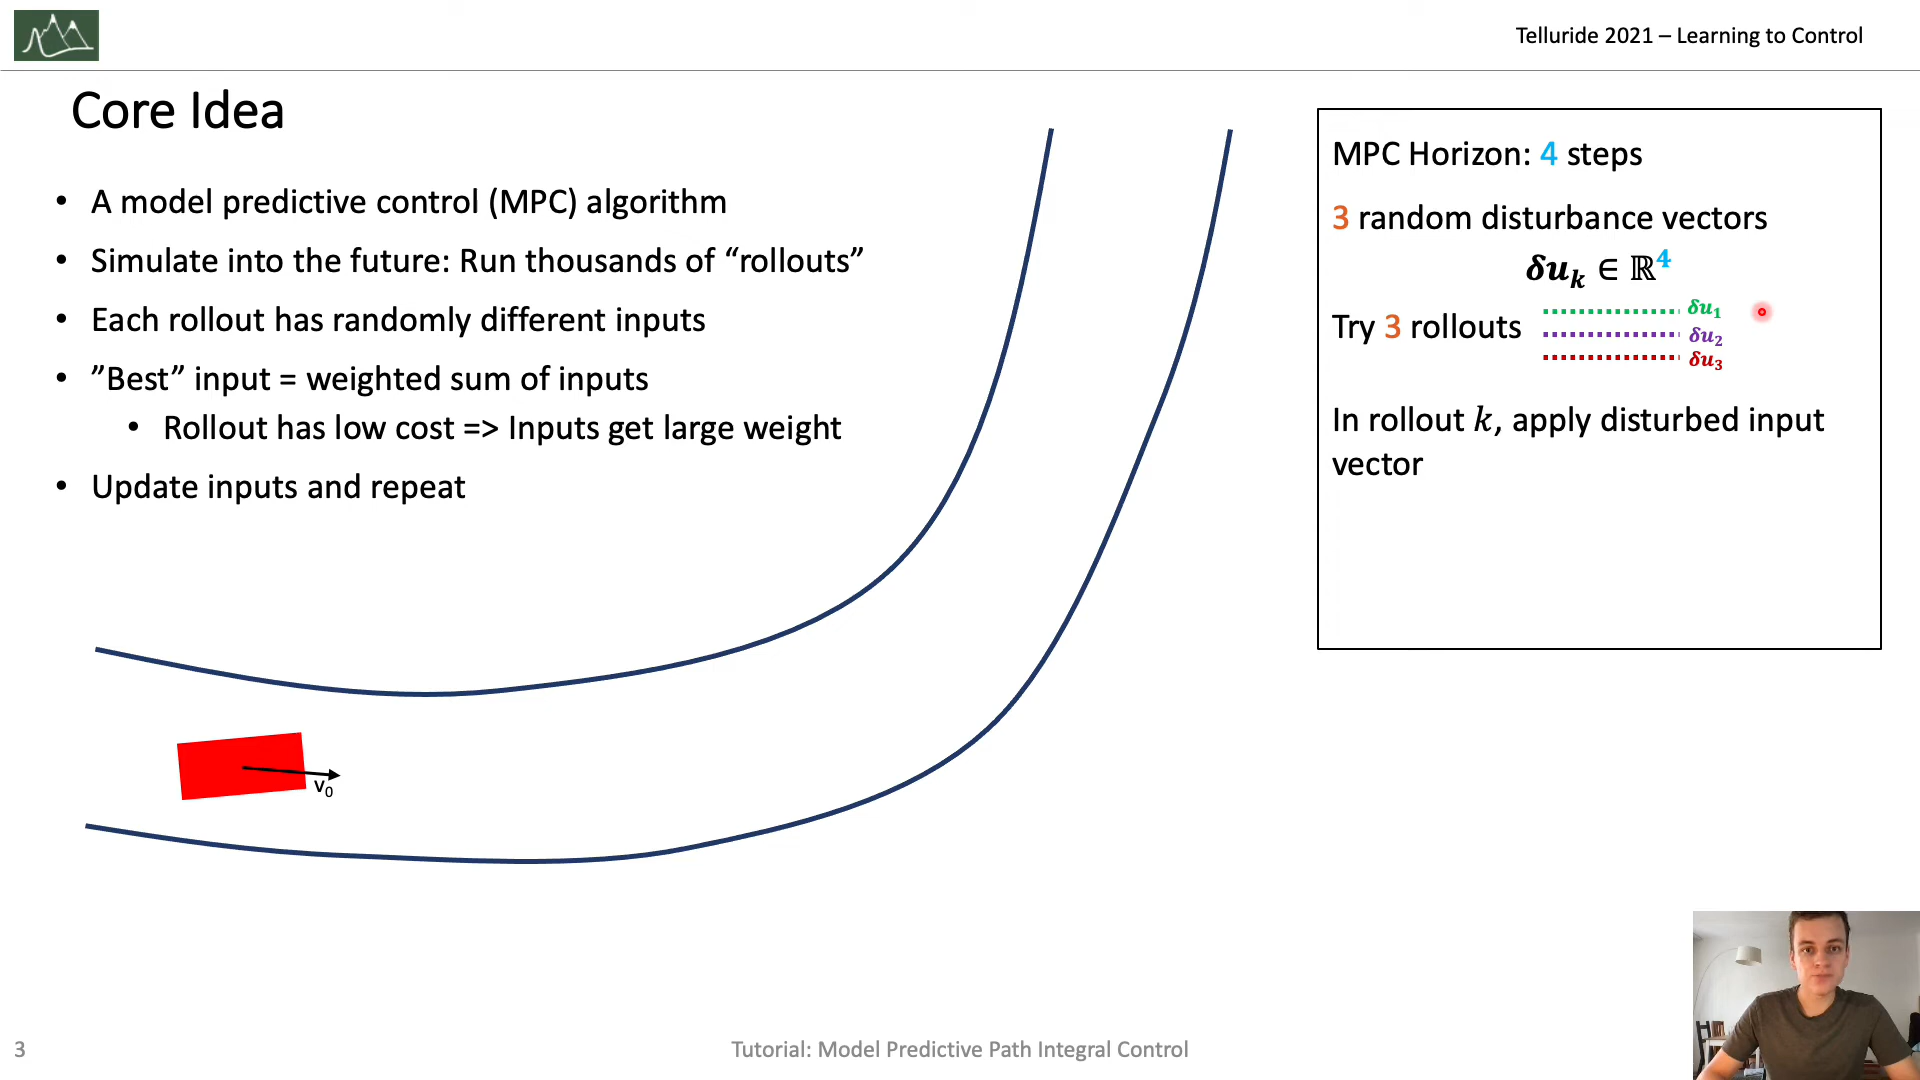 Telluride 2021 – Learning to Control
Core Idea
• A model predictive control (MPC) algorithm
• Simulate into the future: Run thousands of “rollouts”
• Each rollout has randomly different inputs
• ”Best” input = weighted sum of inputs
• Rollout has low cost => Inputs get large weight
• Update inputs and repeat
MPC Horizon: 4 steps
3 random disturbance vectors
δuₖ ∈ ℝ⁴
Try 3 rollouts
δu₁
δu₂
δu₃
In rollout k, apply disturbed input
vector
v₀
3
Tutorial: Model Predictive Path Integral Control